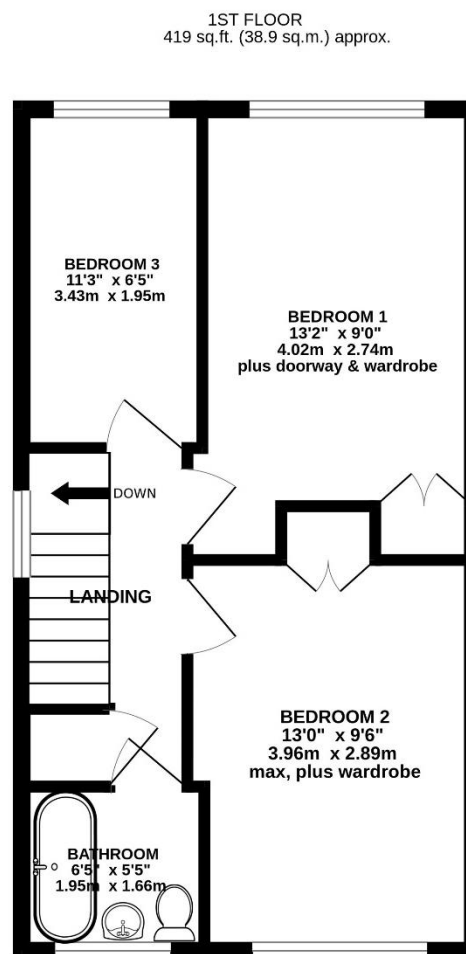 1ST FLOOR
419 sq.ft. (38.9 sq.m.) approx.
BEDROOM 3
11'3" x 6'5"
3.43m x 1.95m
BEDROOM 1
13'2" x 9'0"
4.02m x 2.74m
plus doorway & wardrobe
DOWN
LANDING
BEDROOM 2
13'0" x 9'6"
3.96m x 2.89m
max, plus wardrobe
BATHROOM
6'5" x 5'5"
1.95m x 1.66m